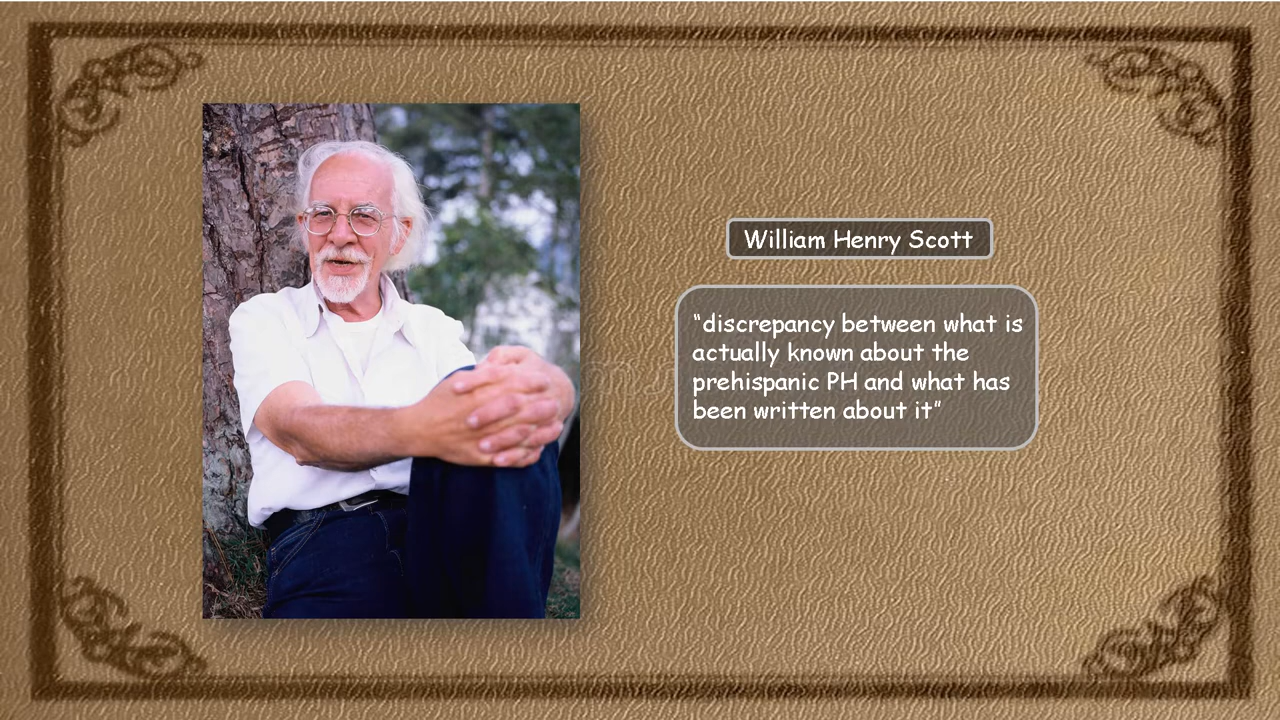 William Henry Scott
“discrepancy between what is
actually known about the
prehispanic PH and what has
been written about it”